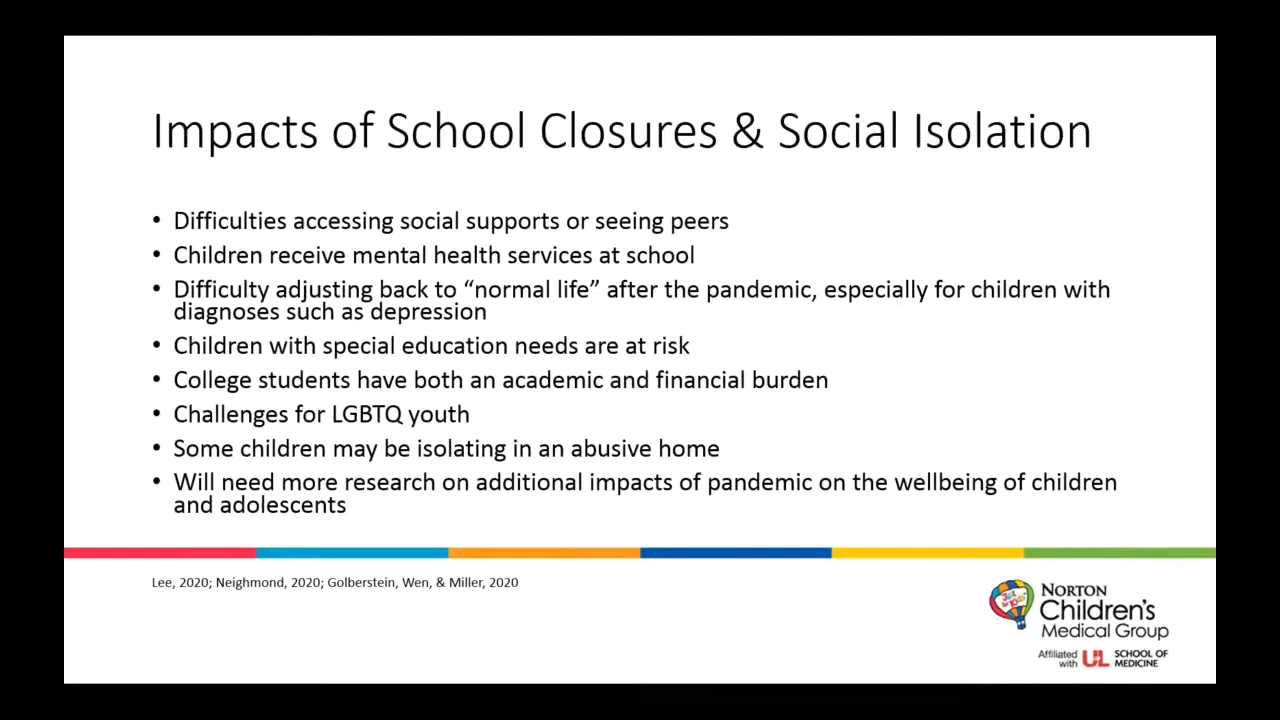 Impacts of School Closures & Social Isolation
• Difficulties accessing social supports or seeing peers
• Children receive mental health services at school
• Difficulty adjusting back to “normal life” after the pandemic, especially for children with
diagnoses such as depression
• Children with special education needs are at risk
• College students have both an academic and financial burden
• Challenges for LGBTQ youth
• Some children may be isolating in an abusive home
• Will need more research on additional impacts of pandemic on the wellbeing of children
and adolescents
Lee, 2020; Neighmond, 2020; Golberstein, Wen, & Miller, 2020
Just for Kids
NORTON
Children's
Medical Group
Affiliated
with
UL
SCHOOL OF
MEDICINE